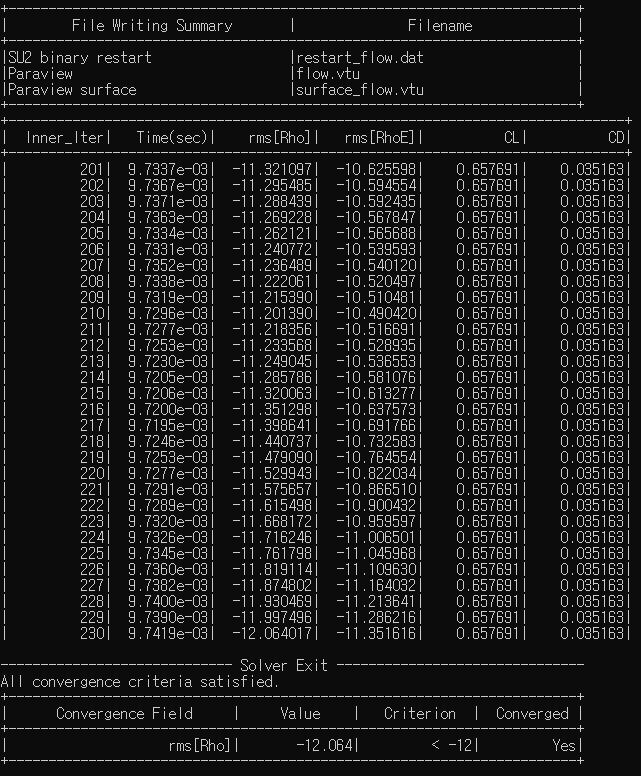 +----------------------------------------------------------------------+
| File Writing Summary | Filename |
+----------------------------------------------------------------------+
|SU2 binary restart |restart_flow.dat |
|Paraview |flow.vtu |
|Paraview surface |surface_flow.vtu |
+----------------------------------------------------------------------+
+-----------------------------------------------------------------------------+
| Inner_Iter| Time(sec)| rms[Rho]| rms[RhoE]| CL| CD|
+-----------------------------------------------------------------------------+
| 201| 9.7337e-03| -11.321097| -10.625598| 0.657691| 0.035163|
| 202| 9.7367e-03| -11.295485| -10.594554| 0.657691| 0.035163|
| 203| 9.7371e-03| -11.288439| -10.592435| 0.657691| 0.035163|
| 204| 9.7363e-03| -11.269228| -10.567847| 0.657691| 0.035163|
| 205| 9.7334e-03| -11.262121| -10.565688| 0.657691| 0.035163|
| 206| 9.7331e-03| -11.240772| -10.539593| 0.657691| 0.035163|
| 207| 9.7352e-03| -11.236489| -10.540120| 0.657691| 0.035163|
| 208| 9.7338e-03| -11.222061| -10.520497| 0.657691| 0.035163|
| 209| 9.7319e-03| -11.215390| -10.510481| 0.657691| 0.035163|
| 210| 9.7296e-03| -11.201390| -10.490420| 0.657691| 0.035163|
| 211| 9.7277e-03| -11.218356| -10.516691| 0.657691| 0.035163|
| 212| 9.7253e-03| -11.233568| -10.528935| 0.657691| 0.035163|
| 213| 9.7230e-03| -11.249045| -10.536553| 0.657691| 0.035163|
| 214| 9.7205e-03| -11.285786| -10.581076| 0.657691| 0.035163|
| 215| 9.7206e-03| -11.320063| -10.613277| 0.657691| 0.035163|
| 216| 9.7200e-03| -11.351298| -10.637573| 0.657691| 0.035163|
| 217| 9.7195e-03| -11.398641| -10.691766| 0.657691| 0.035163|
| 218| 9.7246e-03| -11.440737| -10.732583| 0.657691| 0.035163|
| 219| 9.7253e-03| -11.479090| -10.764554| 0.657691| 0.035163|
| 220| 9.7277e-03| -11.529943| -10.822034| 0.657691| 0.035163|
| 221| 9.7291e-03| -11.575657| -10.866510| 0.657691| 0.035163|
| 222| 9.7289e-03| -11.615498| -10.900432| 0.657691| 0.035163|
| 223| 9.7320e-03| -11.668172| -10.959597| 0.657691| 0.035163|
| 224| 9.7326e-03| -11.716246| -11.006501| 0.657691| 0.035163|
| 225| 9.7345e-03| -11.761798| -11.045968| 0.657691| 0.035163|
| 226| 9.7360e-03| -11.819114| -11.109630| 0.657691| 0.035163|
| 227| 9.7382e-03| -11.874802| -11.164032| 0.657691| 0.035163|
| 228| 9.7400e-03| -11.930469| -11.213641| 0.657691| 0.035163|
| 229| 9.7390e-03| -11.997496| -11.286216| 0.657691| 0.035163|
| 230| 9.7419e-03| -12.064017| -11.351616| 0.657691| 0.035163|
----------------------------- Solver Exit -------------------------------
All convergence criteria satisfied.
+-----------------------------------------------------------------------+
| Convergence Field | Value | Criterion | Converged |
+-----------------------------------------------------------------------+
| rms[Rho]| -12.064| < -12| Yes|
+-----------------------------------------------------------------------+